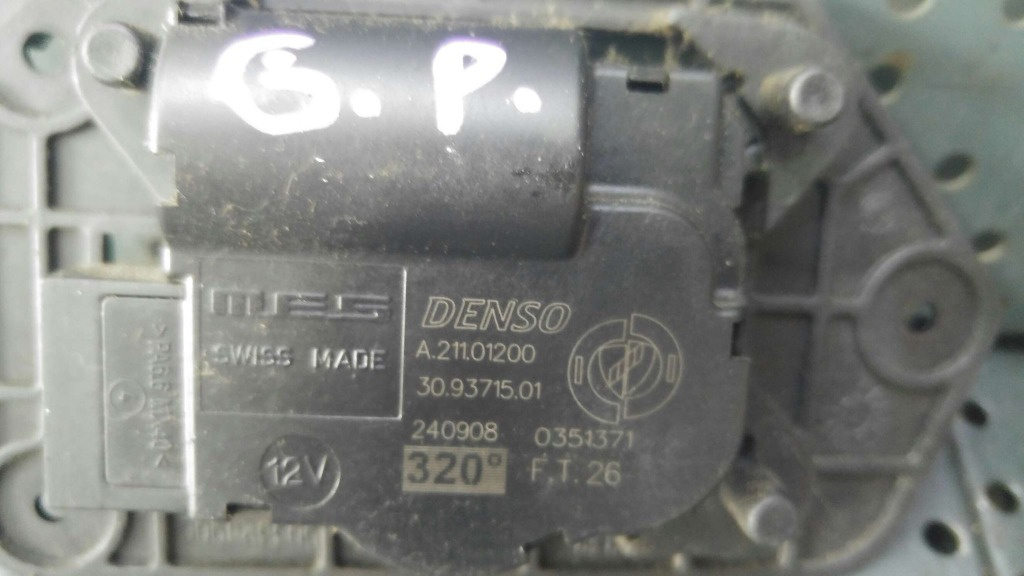 G. P.
MES
SWISS MADE
DENSO
A.211.01200
30.93715.01
240908 0351371
320° F.T. 26
12V